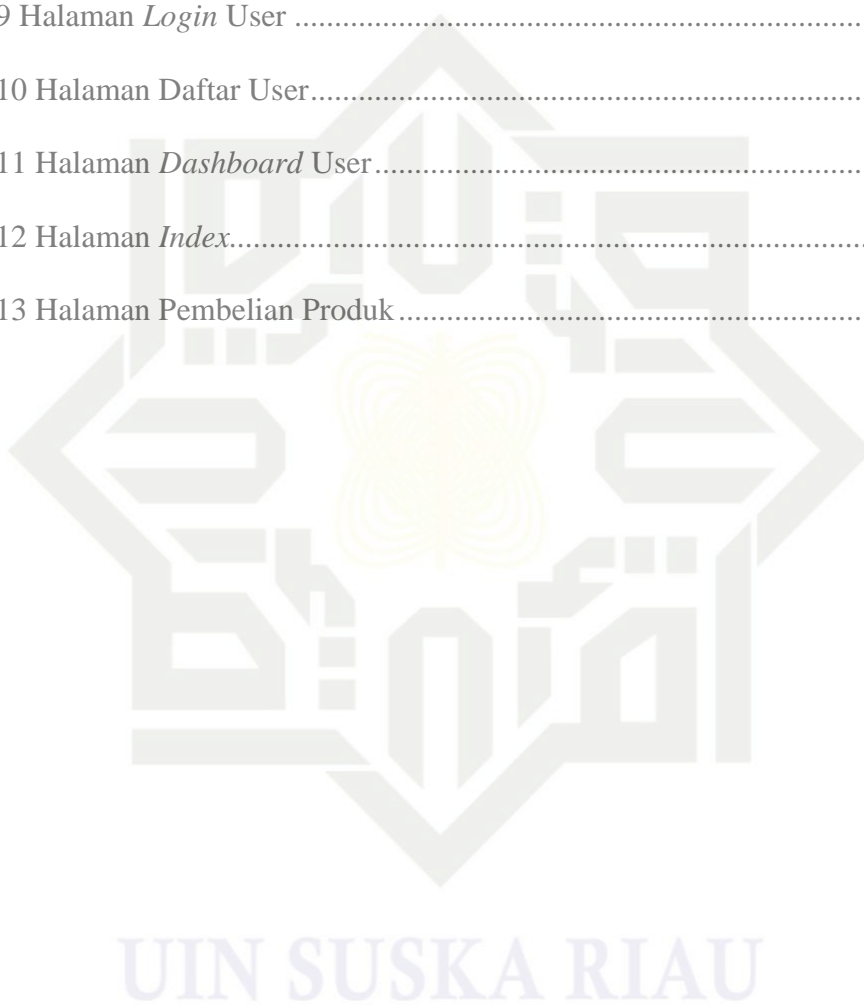 9 Halaman Login User ........................................................................
10 Halaman Daftar User......................................................................
11 Halaman Dashboard User..............................................................
12 Halaman Index................................................................................
13 Halaman Pembelian Produk...........................................................
UIN SUSKA RIAU